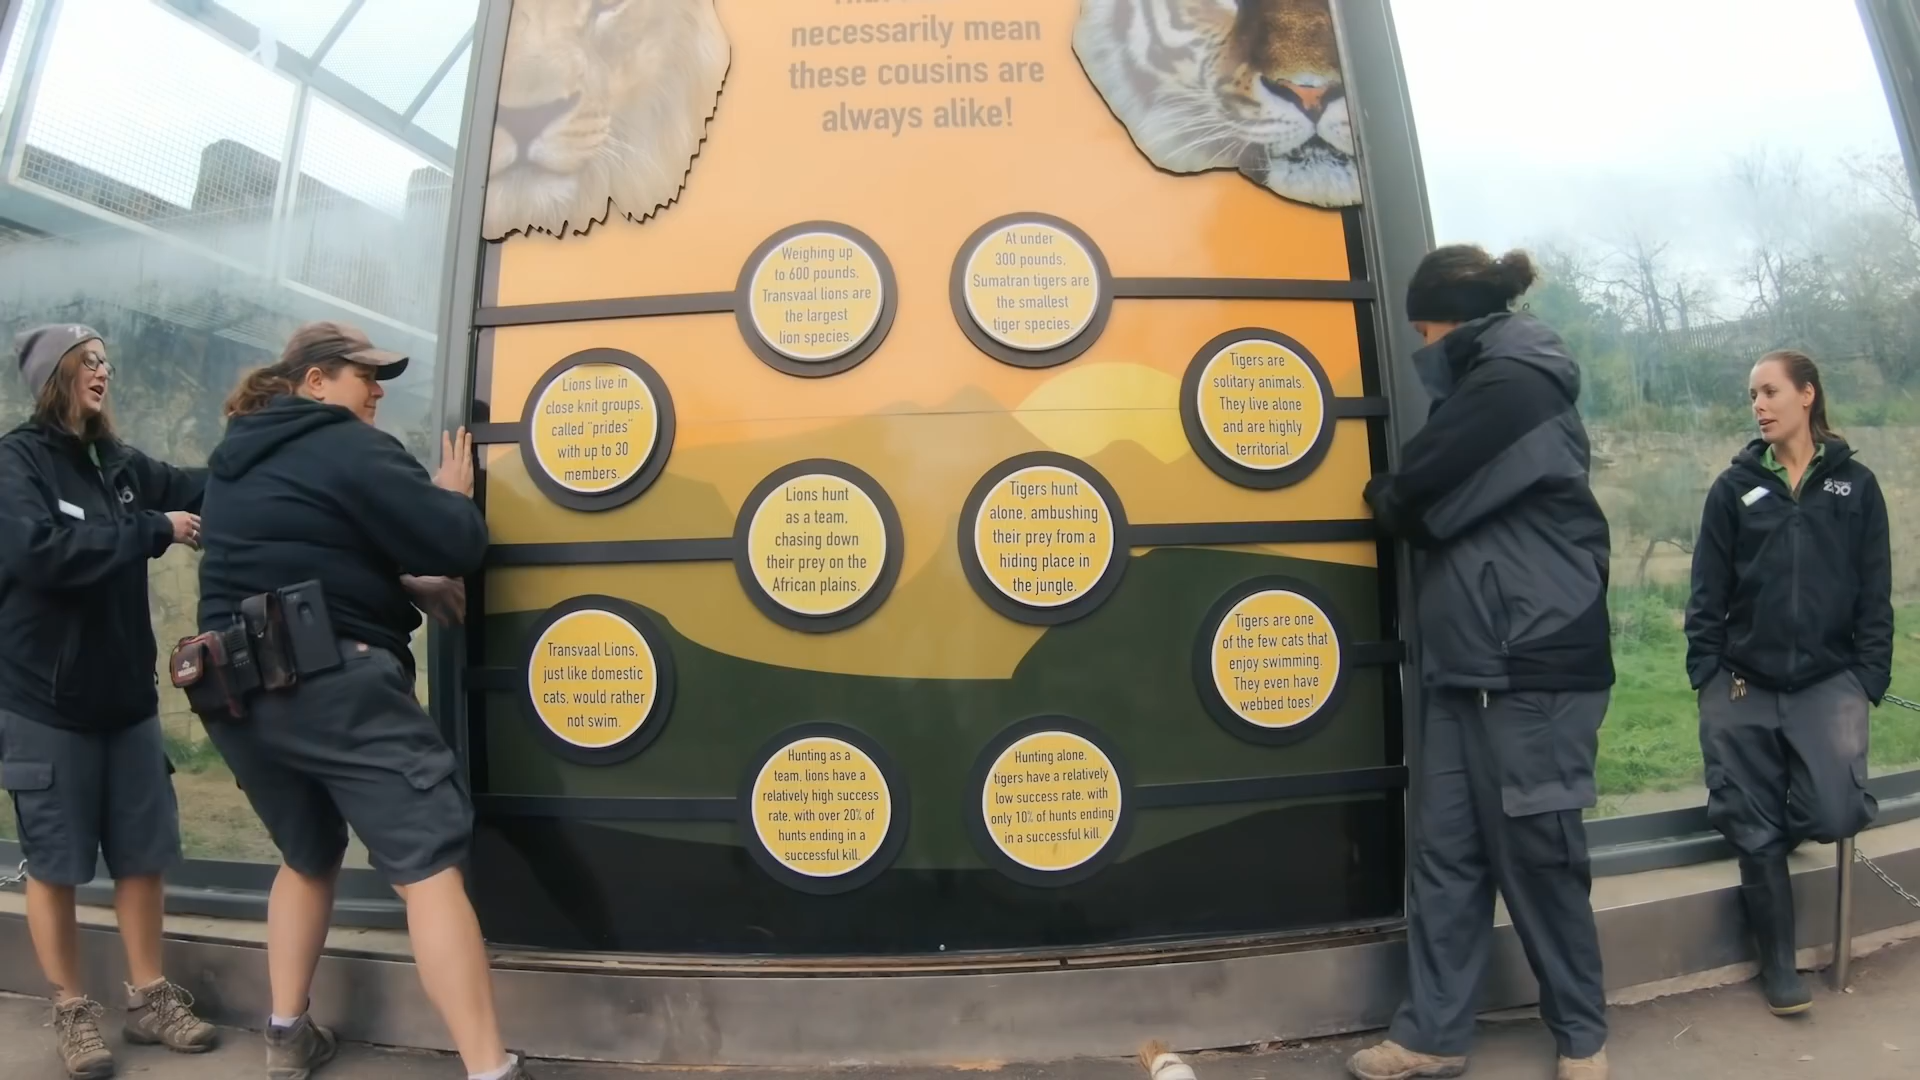 necessarily mean
these cousins are
always alike!
Weighing up
to 600 pounds,
Transvaal lions are
the largest
lion species.
At under
300 pounds,
Sumatran tigers are
the smallest
tiger species.
Lions live in
close knit groups,
called "prides"
with up to 30
members.
Tigers are
solitary animals.
They live alone
and are highly
territorial.
Lions hunt
as a team,
chasing down
their prey on the
African plains.
Tigers hunt
alone, ambushing
their prey from a
hiding place in
the jungle.
Transvaal Lions,
just like domestic
cats, would rather
not swim.
Tigers are one
of the few cats that
enjoy swimming.
They even have
webbed toes!
Hunting as a
team, lions have a
relatively high success
rate, with over 20% of
hunts ending in a
successful kill.
Hunting alone,
tigers have a relatively
low success rate, with
only 10% of hunts ending
in a successful kill.
ZOO